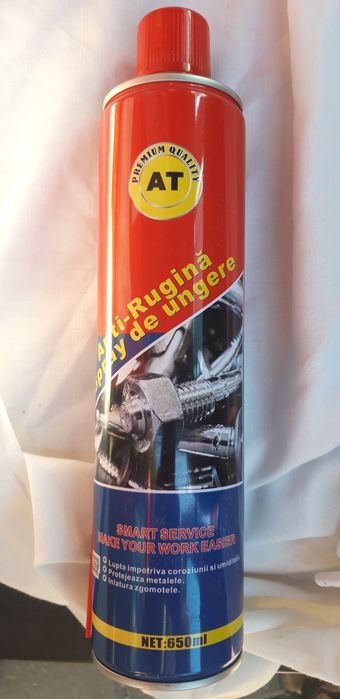 PREMIUM QUALITY
AT
Anti-Rugină
Spray de ungere
SMART SERVICE
MAKE YOUR WORK EASIER
Lupta impotriva coroziunii si umiditatii.
Protejeaza metalele.
Inlatura zgomotele.
NET:650ml